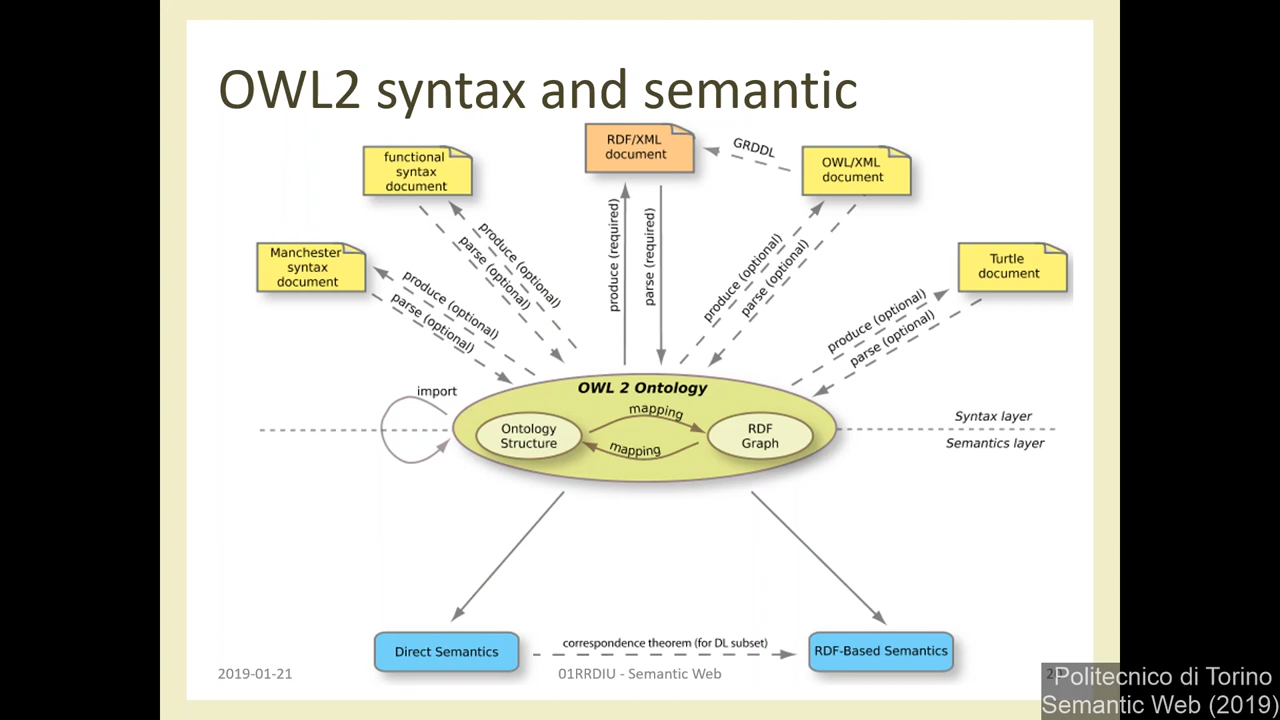 OWL2 syntax and semantic
RDF/XML
document
GRDDL
OWL/XML
document
functional
syntax
document
Manchester
syntax
document
Turtle
document
produce (optional)
parse (optional)
produce (optional)
parse (optional)
produce (required)
parse (required)
produce (optional)
parse (optional)
produce (optional)
parse (optional)
OWL 2 Ontology
import
mapping
Ontology
Structure
RDF
Graph
mapping
Syntax layer
Semantics layer
Direct Semantics
correspondence theorem (for DL subset)
RDF-Based Semantics
2019-01-21
01RRDIU - Semantic Web
Politecnico di Torino
Semantic Web (2019)